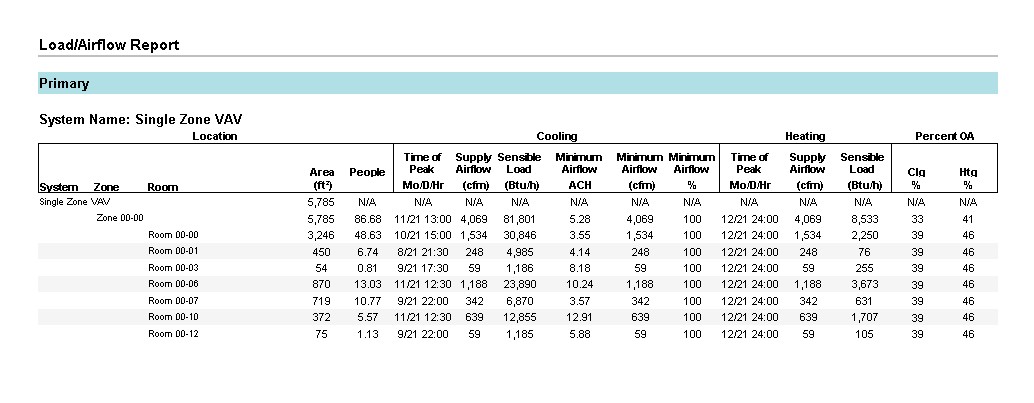 Load/Airflow Report
Primary
System Name: Single Zone VAV
Location Cooling Heating Percent OA
Time of Supply Sensible Minimum Minimum Minimum Time of Supply Sensible
Area People Peak Airflow Load Airflow Airflow Airflow Peak Airflow Load Clg Htg
System Zone Room (ft²) Mo/D/Hr (cfm) (Btu/h) ACH (cfm) % Mo/D/Hr (cfm) (Btu/h) % %
Single Zone VAV 5,785 N/A N/A N/A N/A N/A N/A N/A N/A N/A N/A N/A N/A
Zone 00-00 5,785 86.68 11/21 13:00 4,069 81,801 5.28 4,069 100 12/21 24:00 4,069 8,533 33 41
Room 00-00 3,246 48.63 10/21 15:00 1,534 30,846 3.55 1,534 100 12/21 24:00 1,534 2,250 39 46
Room 00-01 450 6.74 8/21 21:30 248 4,985 4.14 248 100 12/21 24:00 248 76 39 46
Room 00-03 54 0.81 9/21 17:30 59 1,186 8.18 59 100 12/21 24:00 59 255 39 46
Room 00-06 870 13.03 11/21 12:30 1,188 23,890 10.24 1,188 100 12/21 24:00 1,188 3,673 39 46
Room 00-07 719 10.77 9/21 22:00 342 6,870 3.57 342 100 12/21 24:00 342 631 39 46
Room 00-10 372 5.57 11/21 12:30 639 12,855 12.91 639 100 12/21 24:00 639 1,707 39 46
Room 00-12 75 1.13 9/21 22:00 59 1,185 5.88 59 100 12/21 24:00 59 105 39 46